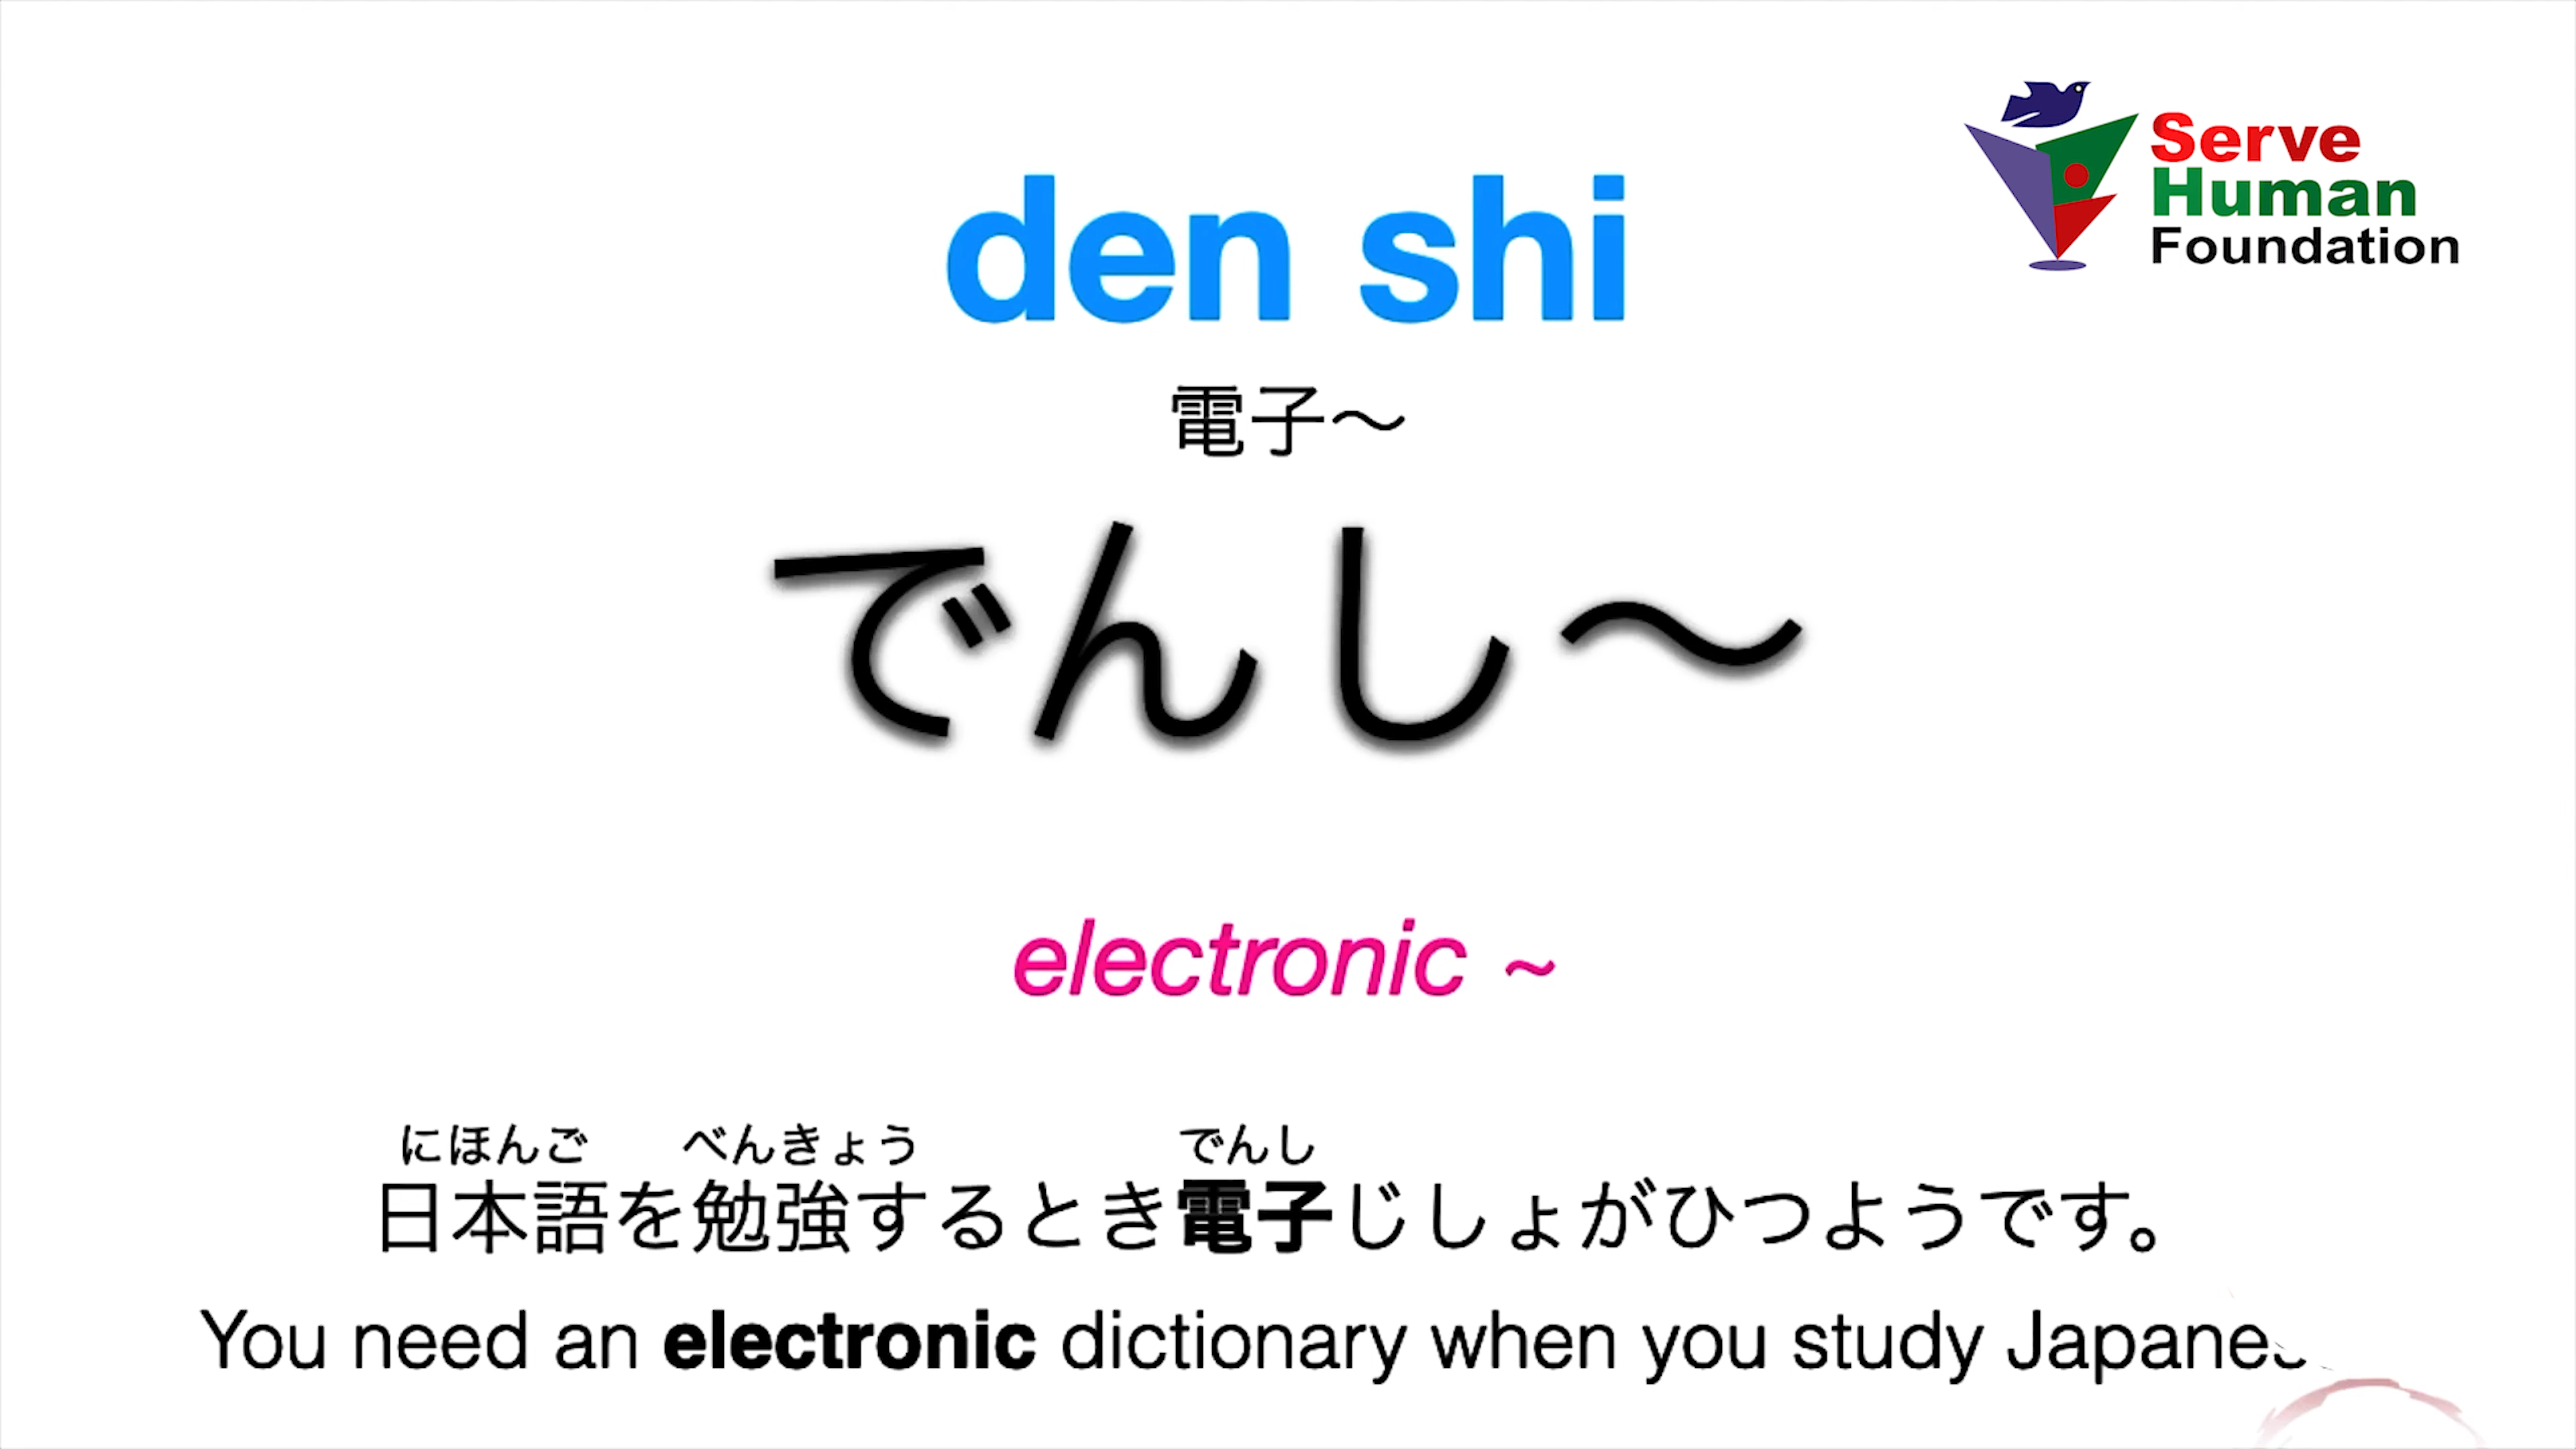 Serve
Human
Foundation
den shi
電子〜
でんし〜
electronic ~
にほんご べんきょう でんし
日本語を勉強するとき電子じしょがひつようです。
You need an electronic dictionary when you study